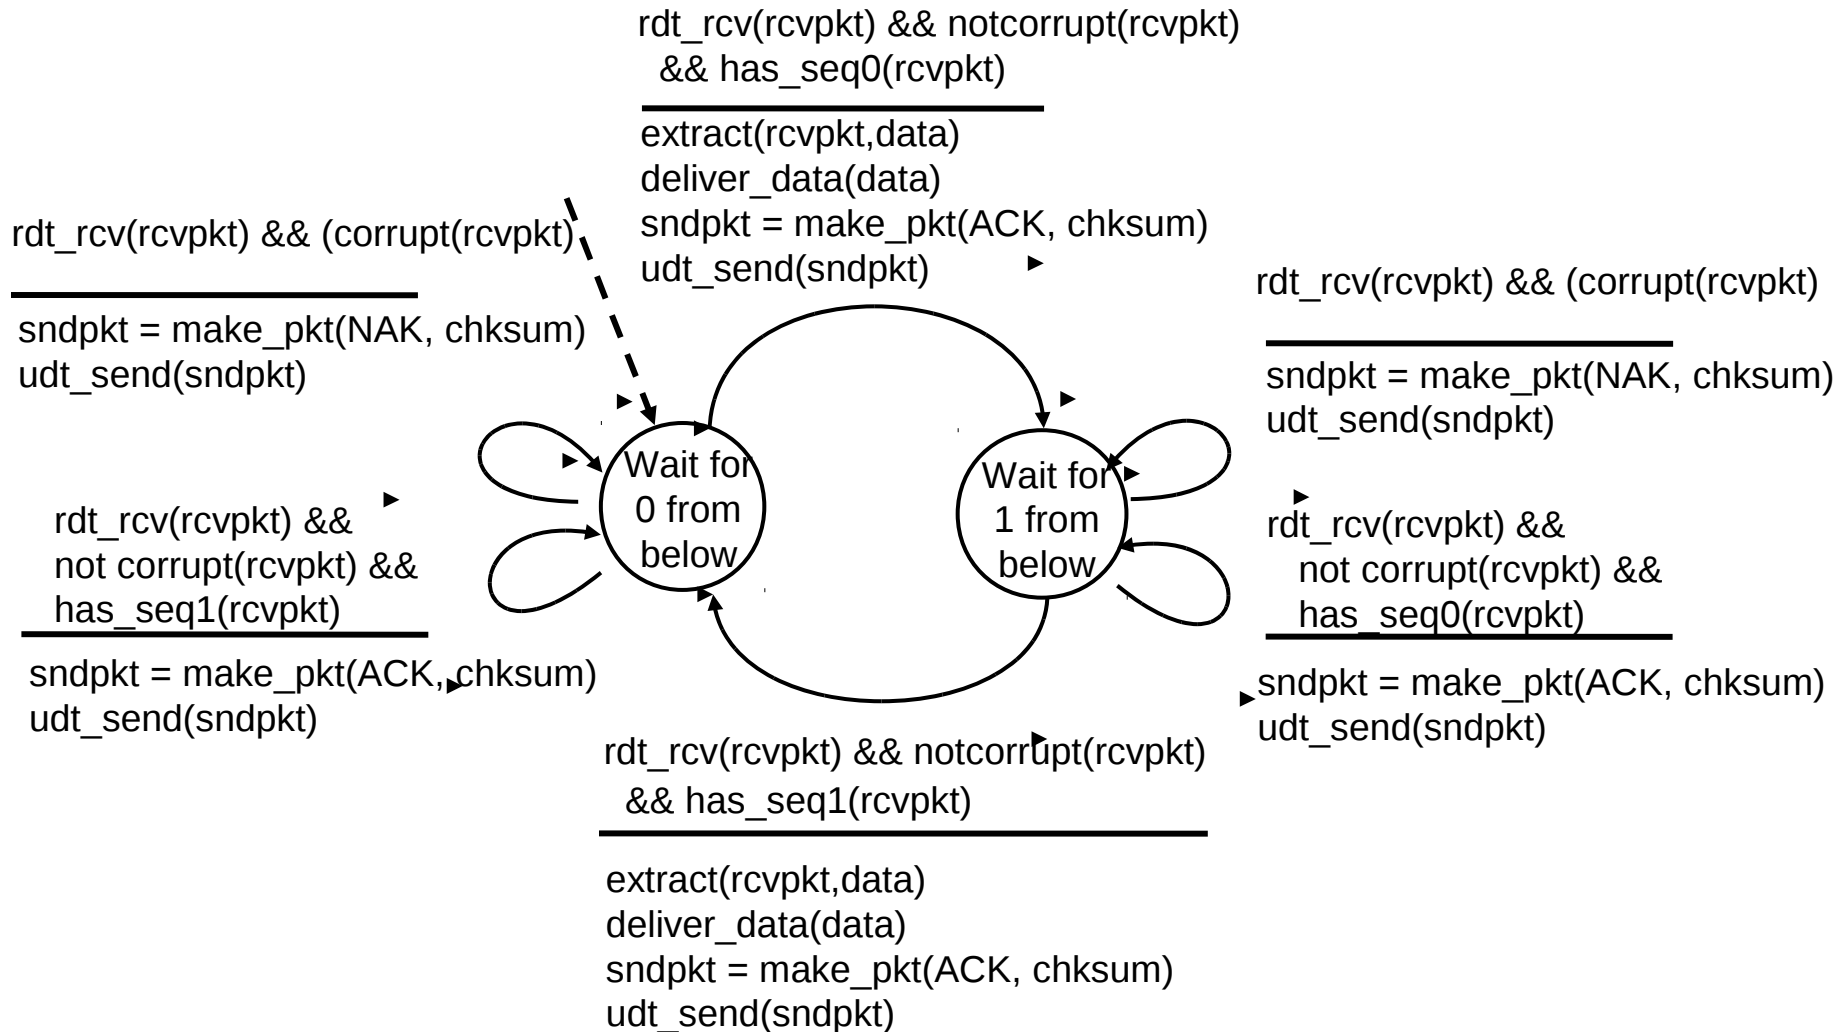 rdt_rcv(rcvpkt) && notcorrupt(rcvpkt)
&& has_seq0(rcvpkt)
extract(rcvpkt,data)
deliver_data(data)
sndpkt = make_pkt(ACK, chksum)
udt_send(sndpkt)
rdt_rcv(rcvpkt) && (corrupt(rcvpkt)
sndpkt = make_pkt(NAK, chksum)
udt_send(sndpkt)
rdt_rcv(rcvpkt) && (corrupt(rcvpkt)
sndpkt = make_pkt(NAK, chksum)
udt_send(sndpkt)
Wait for
0 from
below
Wait for
1 from
below
rdt_rcv(rcvpkt) &&
not corrupt(rcvpkt) &&
has_seq1(rcvpkt)
sndpkt = make_pkt(ACK, chksum)
udt_send(sndpkt)
rdt_rcv(rcvpkt) &&
not corrupt(rcvpkt) &&
has_seq0(rcvpkt)
sndpkt = make_pkt(ACK, chksum)
udt_send(sndpkt)
rdt_rcv(rcvpkt) && notcorrupt(rcvpkt)
&& has_seq1(rcvpkt)
extract(rcvpkt,data)
deliver_data(data)
sndpkt = make_pkt(ACK, chksum)
udt_send(sndpkt)